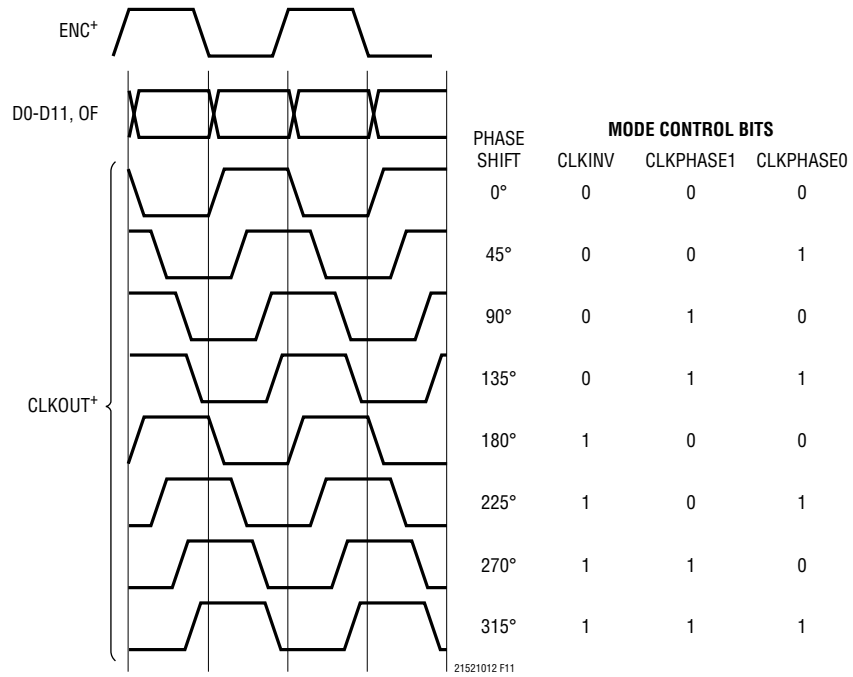 ENC+
D0-D11, OF
CLKOUT+
MODE CONTROL BITS
PHASE SHIFT CLKINV CLKPHASE1 CLKPHASE0
0° 0 0 0
45° 0 0 1
90° 0 1 0
135° 0 1 1
180° 1 0 0
225° 1 0 1
270° 1 1 0
315° 1 1 1
21521012 F11